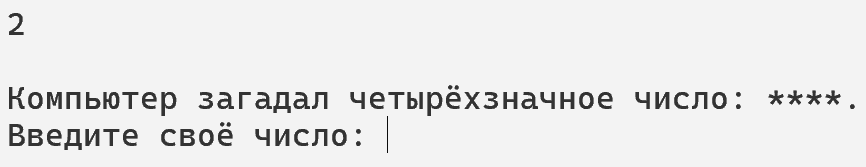 2
Компьютер загадал четырёхзначное число: ****.
Введите своё число: